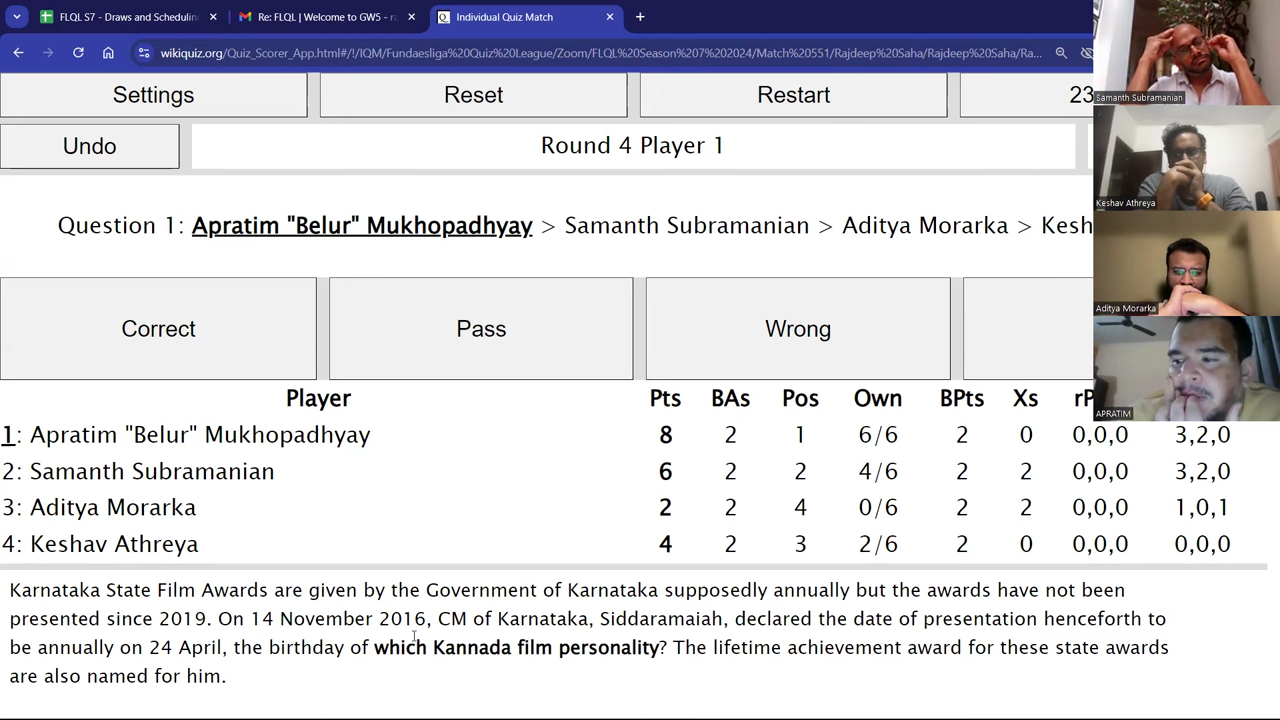 FLQL S7 - Draws and Schedulin
Re: FLQL | Welcome to GW5 - ra
Individual Quiz Match
wikiquiz.org/Quiz_Scorer_App.html#/!/IQM/Fundaesliga%20Quiz%20League/Zoom/FLQL%20Season%207%202024/Match%20551/Rajdeep%20Saha/Rajdeep%20Saha/Ra...
Settings
Reset
Restart
23
Undo
Round 4 Player 1
Question 1: Apratim "Belur" Mukhopadhyay > Samanth Subramanian > Aditya Morarka > Kesh
Correct
Pass
Wrong
Player Pts BAs Pos Own BPts Xs rP
1: Apratim "Belur" Mukhopadhyay 8 2 1 6/6 2 0 0,0,0 3,2,0
2: Samanth Subramanian 6 2 2 4/6 2 2 0,0,0 3,2,0
3: Aditya Morarka 2 2 4 0/6 2 2 0,0,0 1,0,1
4: Keshav Athreya 4 2 3 2/6 2 0 0,0,0 0,0,0
Karnataka State Film Awards are given by the Government of Karnataka supposedly annually but the awards have not been
presented since 2019. On 14 November 2016, CM of Karnataka, Siddaramaiah, declared the date of presentation henceforth to
be annually on 24 April, the birthday of which Kannada film personality? The lifetime achievement award for these state awards
are also named for him.
Samanth Subramanian
Keshav Athreya
Aditya Morarka
APRATIM